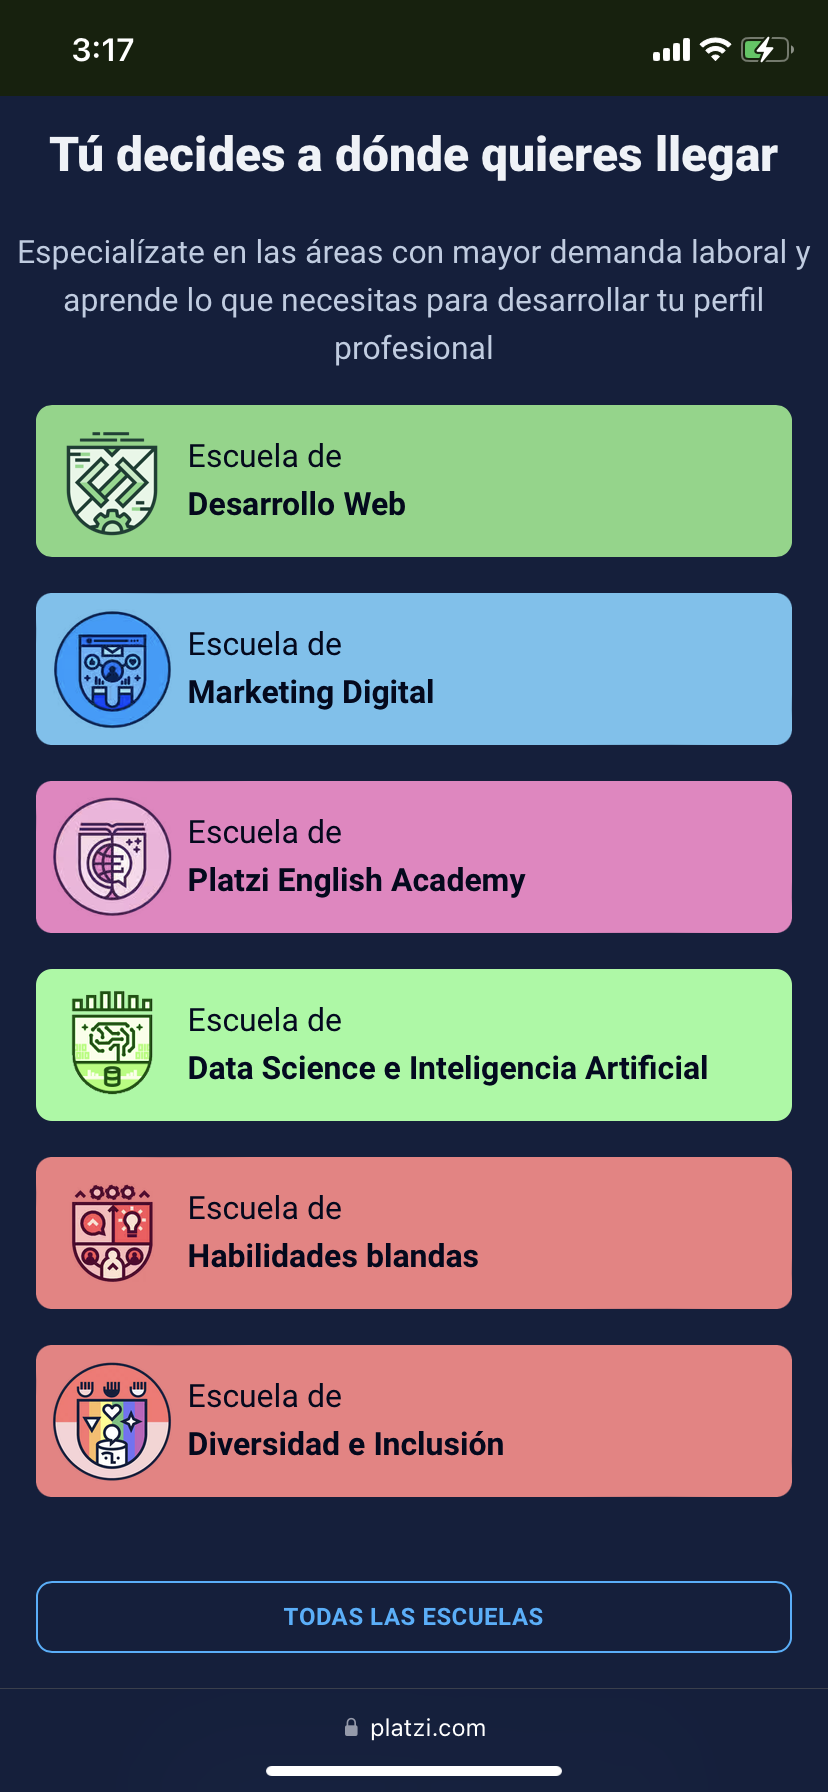 3:17
Tú decides a dónde quieres llegar
Especialízate en las áreas con mayor demanda laboral y
aprende lo que necesitas para desarrollar tu perfil
profesional
Escuela de
Desarrollo Web
Escuela de
Marketing Digital
Escuela de
Platzi English Academy
Escuela de
Data Science e Inteligencia Artificial
Escuela de
Habilidades blandas
Escuela de
Diversidad e Inclusión
TODAS LAS ESCUELAS
platzi.com